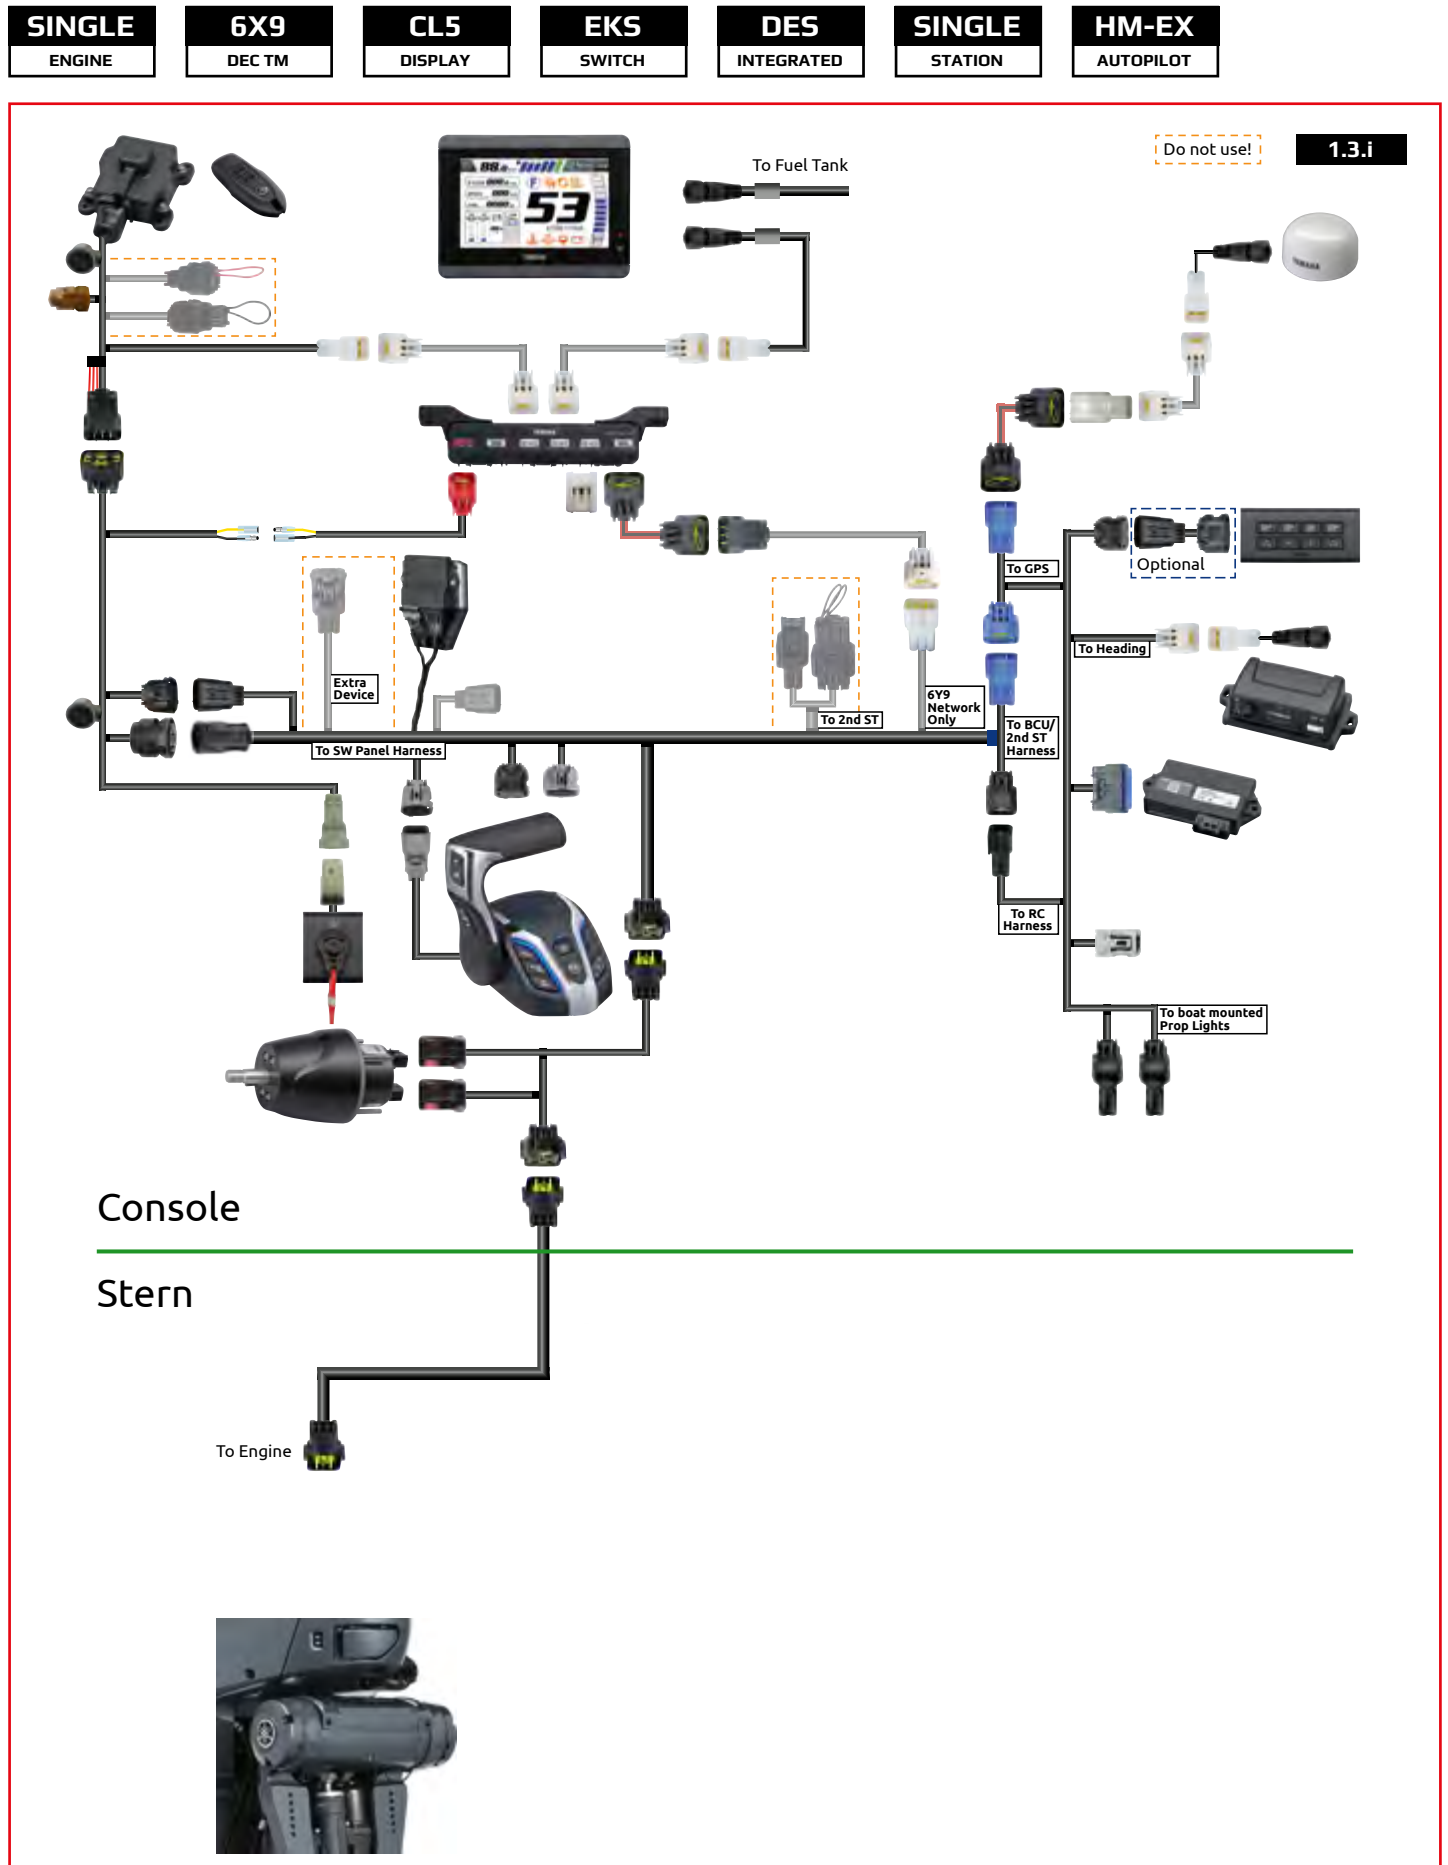 SINGLE
ENGINE
6X9
DEC TM
CL5
DISPLAY
EKS
SWITCH
DES
INTEGRATED
SINGLE
STATION
HM-EX
AUTOPILOT
Do not use!
1.3.i
To Fuel Tank
53
YAMAHA
To GPS
Optional
To Heading
Extra
Device
To 2nd ST
6Y9
Network
Only
To BCU/
2nd ST
Harness
To SW Panel Harness
To RC
Harness
To boat mounted
Prop Lights
Console
Stern
To Engine